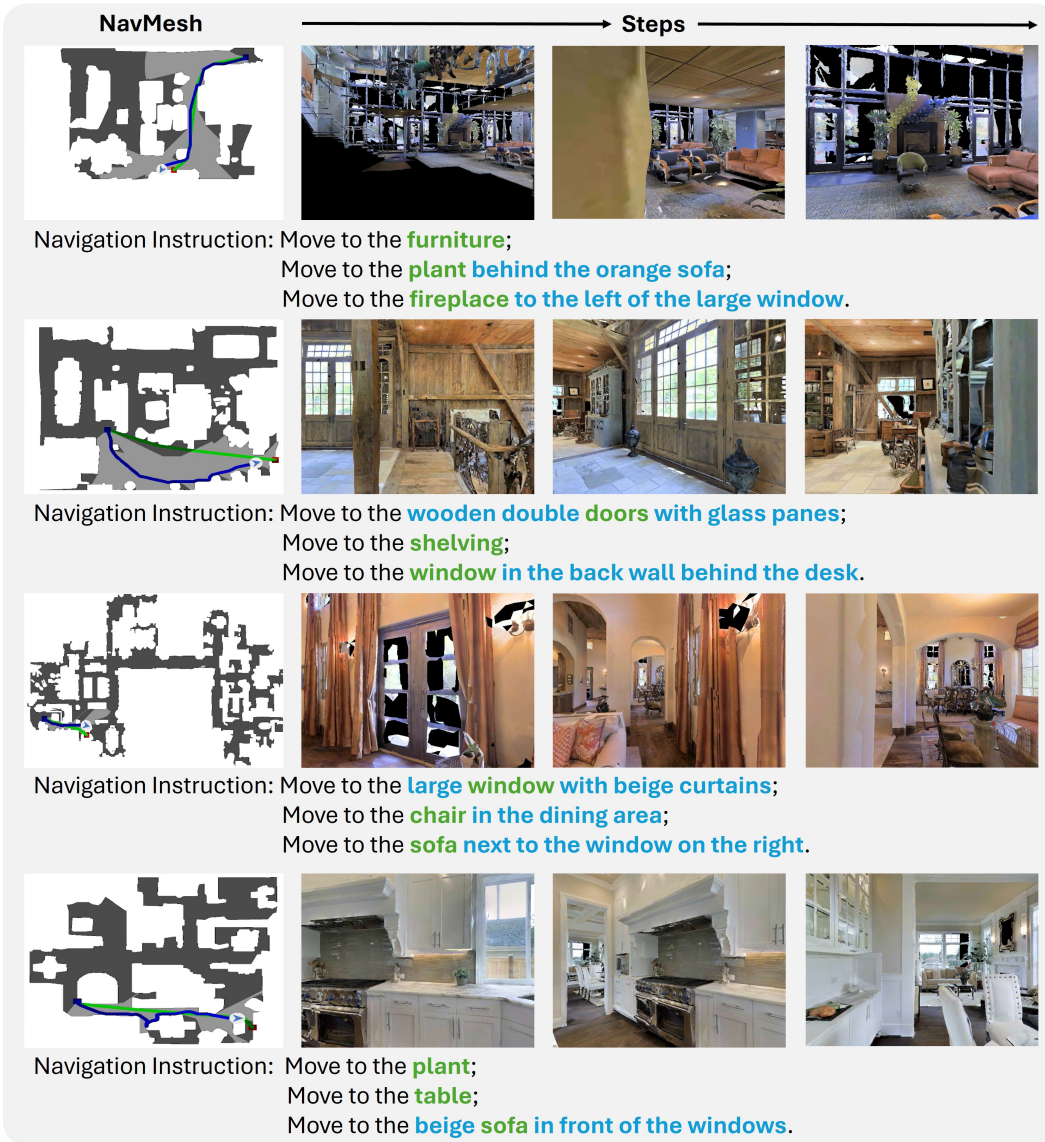 NavMesh
Steps
Navigation Instruction: Move to the furniture;
Move to the plant behind the orange sofa;
Move to the fireplace to the left of the large window.
Navigation Instruction: Move to the wooden double doors with glass panes;
Move to the shelving;
Move to the window in the back wall behind the desk.
Navigation Instruction: Move to the large window with beige curtains;
Move to the chair in the dining area;
Move to the sofa next to the window on the right.
Navigation Instruction: Move to the plant;
Move to the table;
Move to the beige sofa in front of the windows.